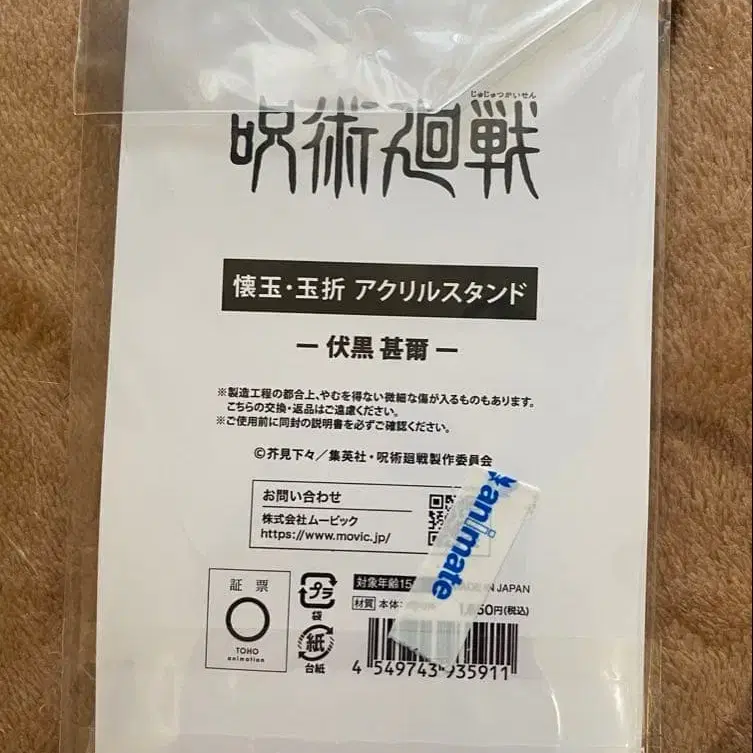 じゅじゅつかいせん
呪術廻戦
懐玉・玉折 アクリルスタンド
ー 伏黒 甚爾 ー
※製造工程の都合上、やむを得ない微細な傷が入るものもあります。
こちらの交換・返品はご遠慮ください。
※ご使用前に同封の説明書を必ずご確認ください。
©芥見下々／集英社・呪術廻戦製作委員会
お問い合わせ
株式会社ムービック
https://www.movic.jp/
animate
証 票
TOHO
animation
プラ
袋
紙
台紙
対象年齢15
IN JAPAN
材質 本体:
50円(税込)
4 549743 935911